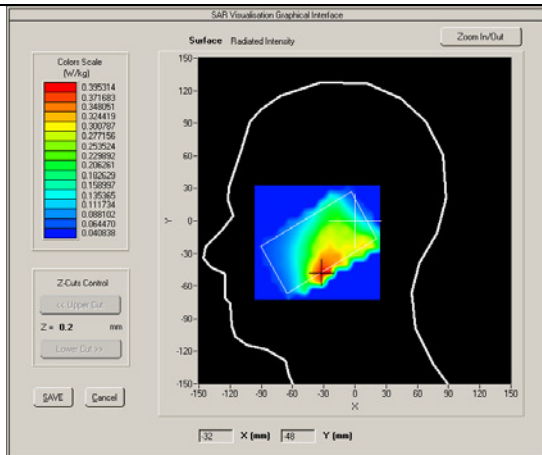 SAR Visualisation Graphical Interface
Surface Radiated Intensity
Zoom In/Out
Colors Scale
(W/kg)
0.395314
0.371683
0.348051
0.324419
0.300787
0.277156
0.253524
0.229892
0.206261
0.182629
0.158997
0.135365
0.111734
0.088102
0.064470
0.040838
Z-Cuts Control
<< Upper Cut
Z = 0.2 mm
Lower Cut >>
SAVE
Cancel
150
120
90
60
30
0
-30
-60
-90
-120
-150
Y
-150 -120 -90 -60 -30 0 30 60 90 120 150
X
-32 X (mm) -48 Y (mm)